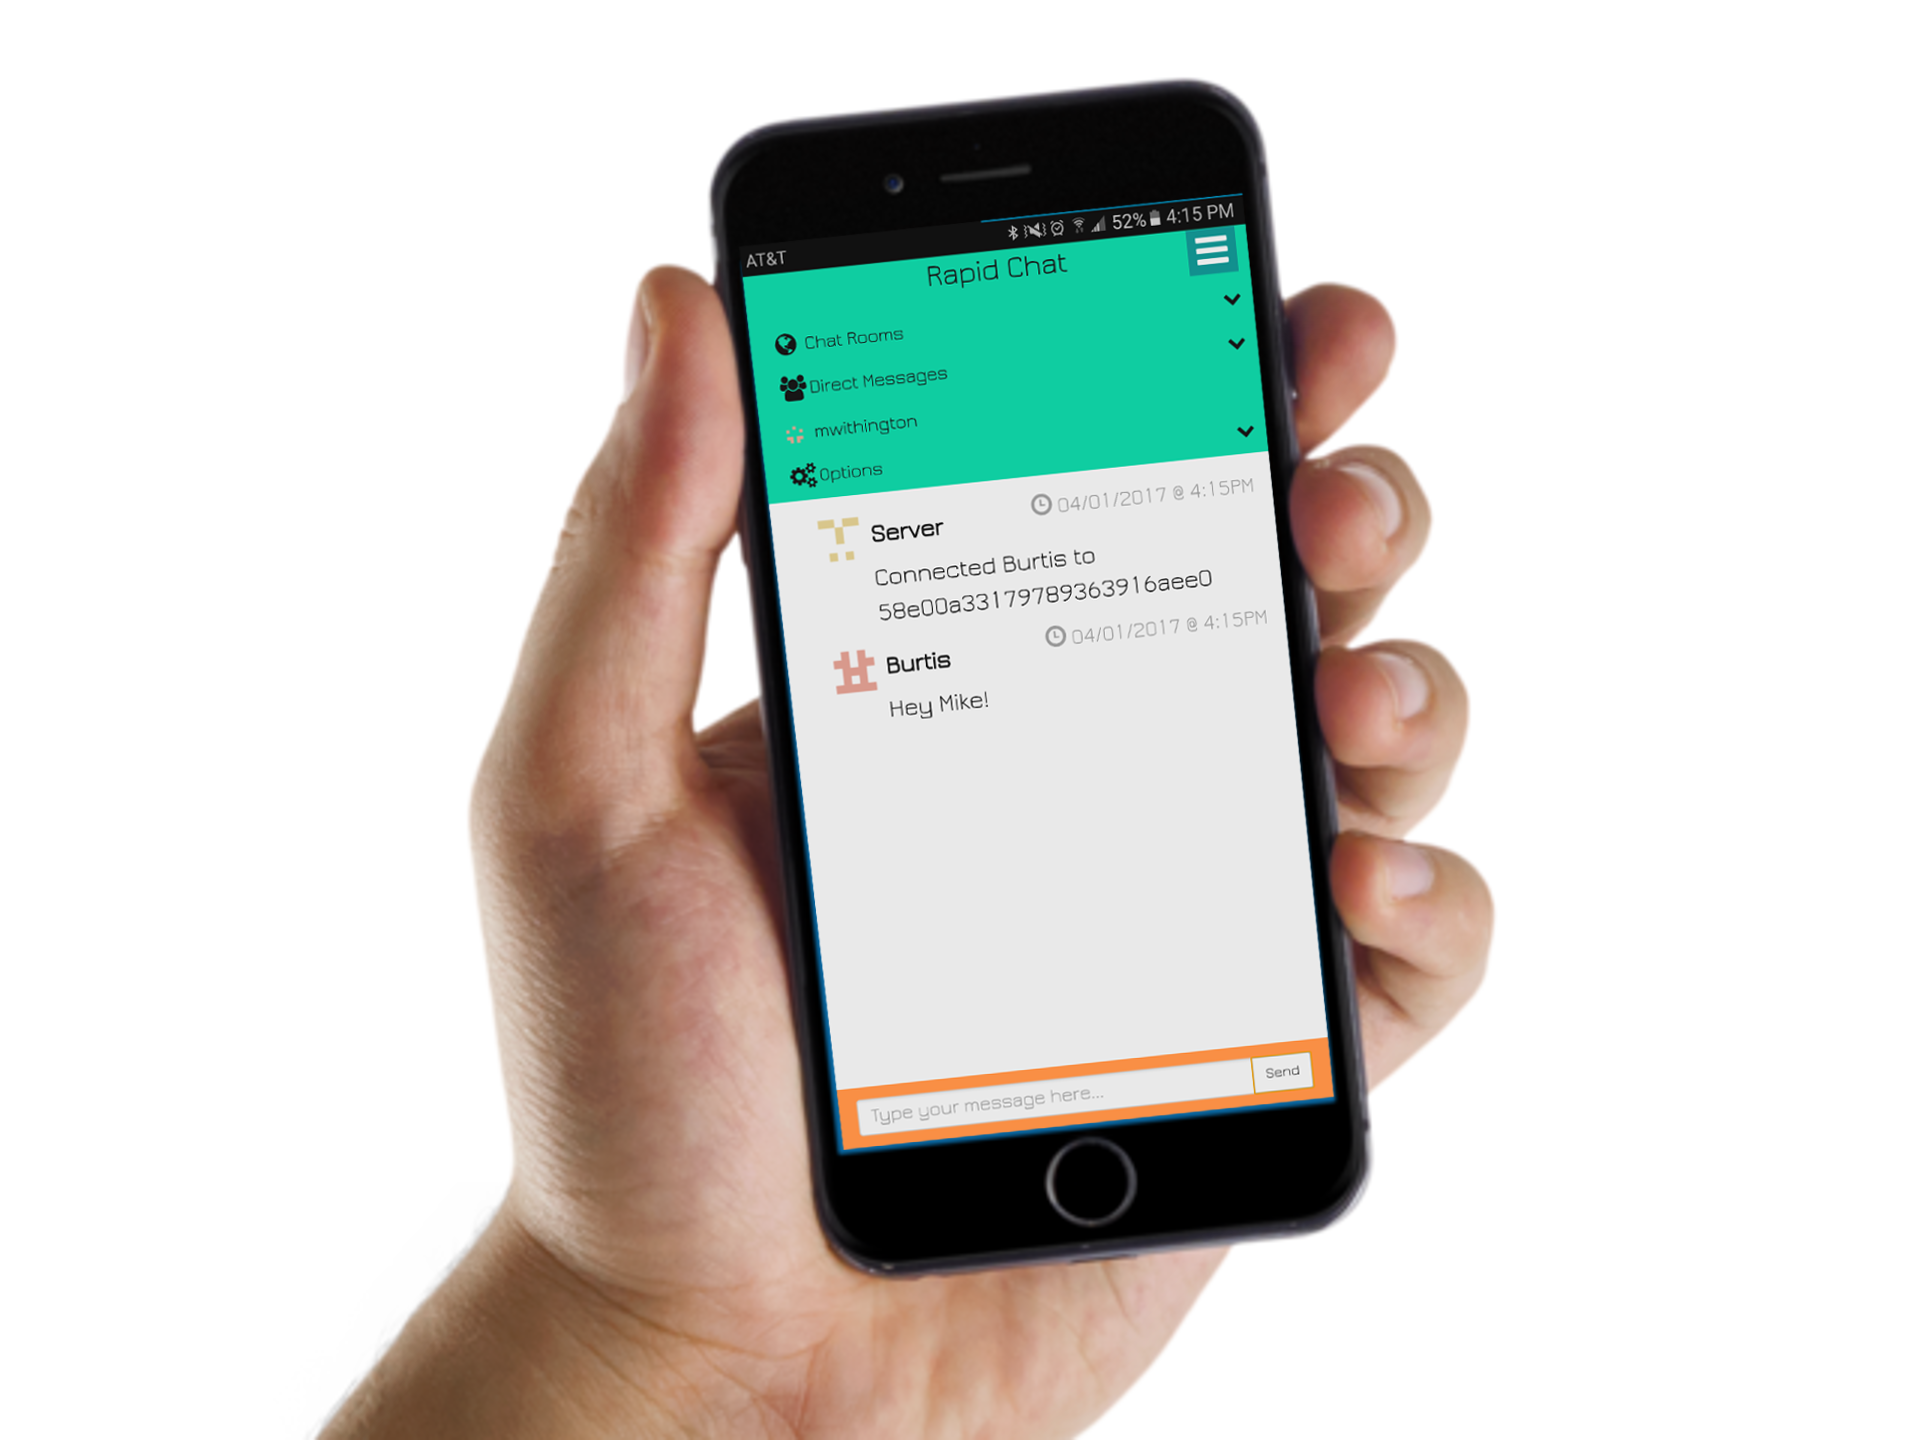 AT&T 52% 4:15 PM
Rapid Chat
Chat Rooms
Direct Messages
mwithington
Options
04/01/2017 @ 4:15PM
Server
Connected Burtis to
58e00a33179789363916aee0
04/01/2017 @ 4:15PM
Burtis
Hey Mike!
Type your message here...
Send